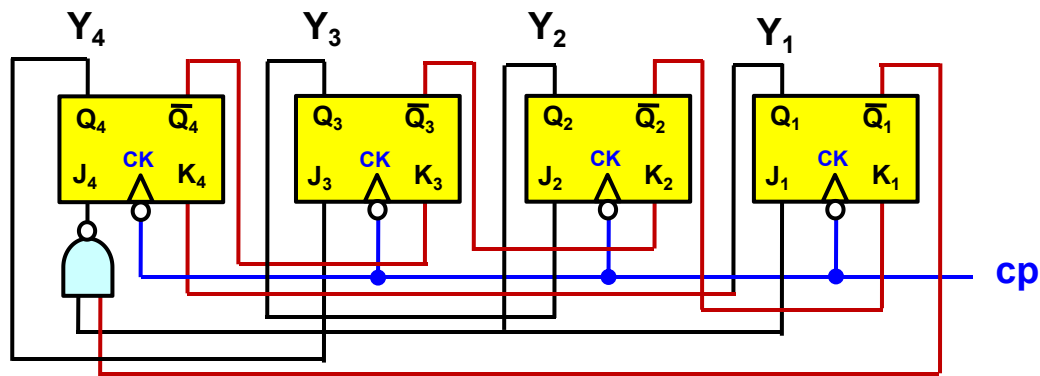 Y₄ Y₃ Y₂ Y₁
Q₄ Q̅₄ Q₃ Q̅₃ Q₂ Q̅₂ Q₁ Q̅₁
CK CK CK CK
J₄ K₄ J₃ K₃ J₂ K₂ J₁ K₁
cp